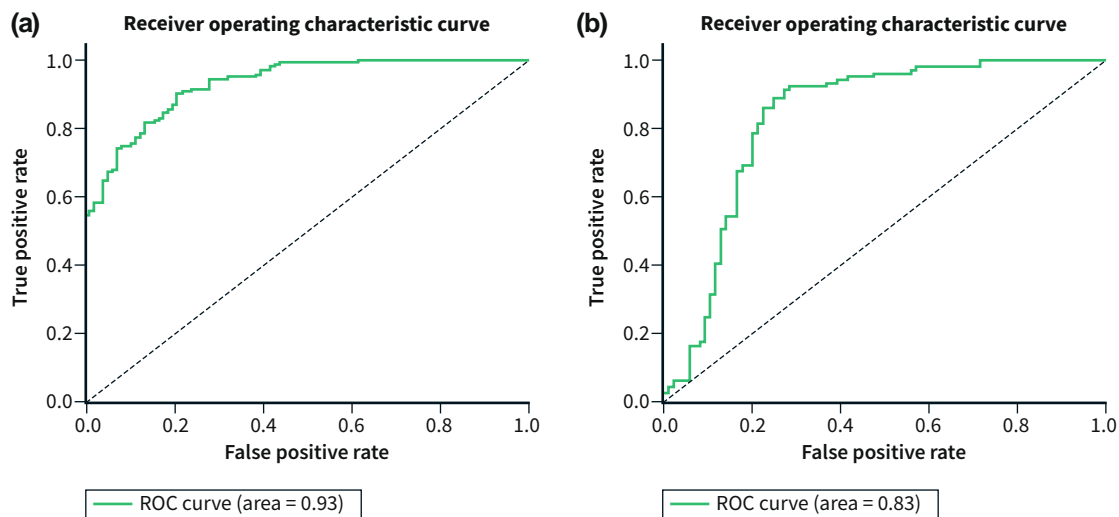 (a)
Receiver operating characteristic curve
1.0
0.8
0.6
0.4
0.2
0.0
True positive rate
0.0 0.2 0.4 0.6 0.8 1.0
False positive rate
ROC curve (area = 0.93)
(b)
Receiver operating characteristic curve
1.0
0.8
0.6
0.4
0.2
0.0
True positive rate
0.0 0.2 0.4 0.6 0.8 1.0
False positive rate
ROC curve (area = 0.83)